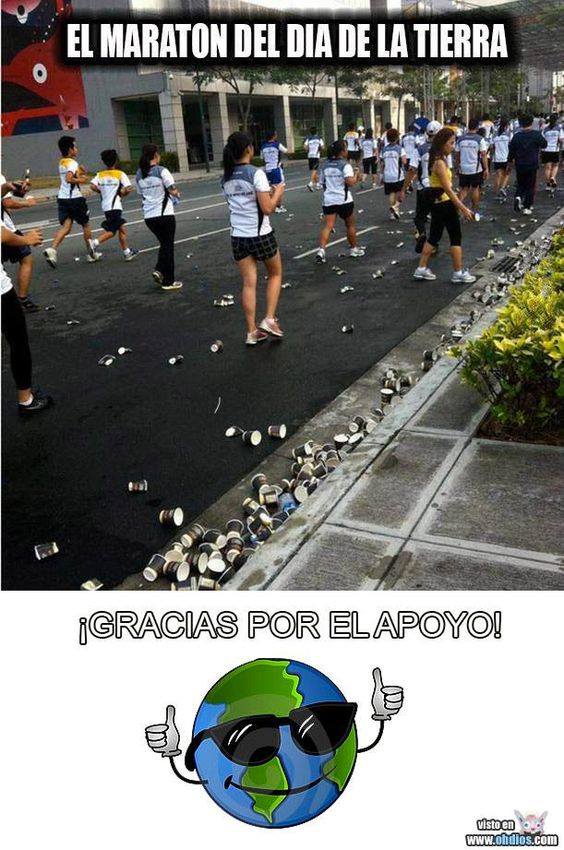 EL MARATON DEL DIA DE LA TIERRA
¡GRACIAS POR EL APOYO!
visto en
www.ohdios.com